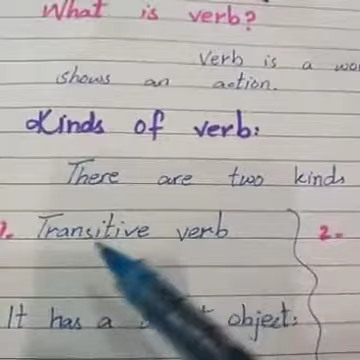 What is verb?
Verb is a
shows an action.
Kinds of verb:
There are two kinds
1. Transitive verb 2.
It has a object: